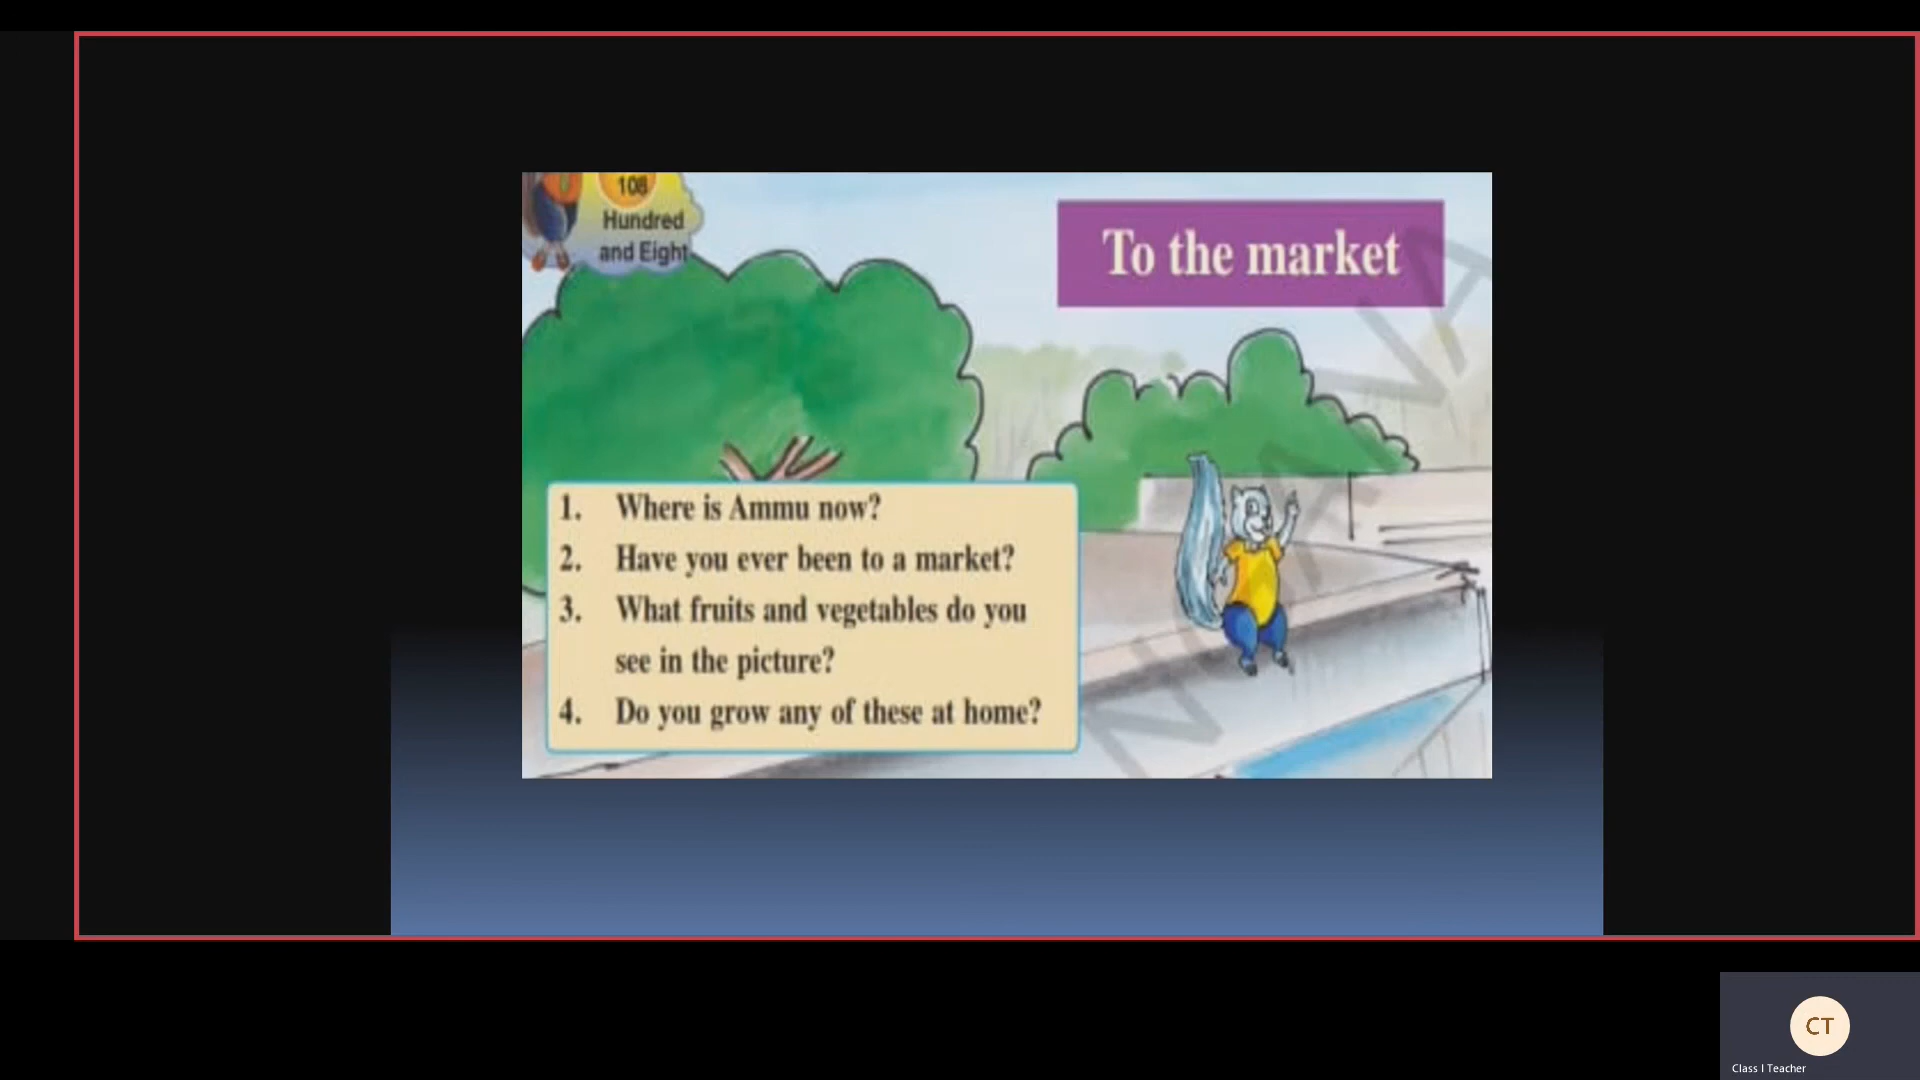 108
Hundred
and Eight
To the market
1. Where is Ammu now?
2. Have you ever been to a market?
3. What fruits and vegetables do you
see in the picture?
4. Do you grow any of these at home?
CT
Class I Teacher